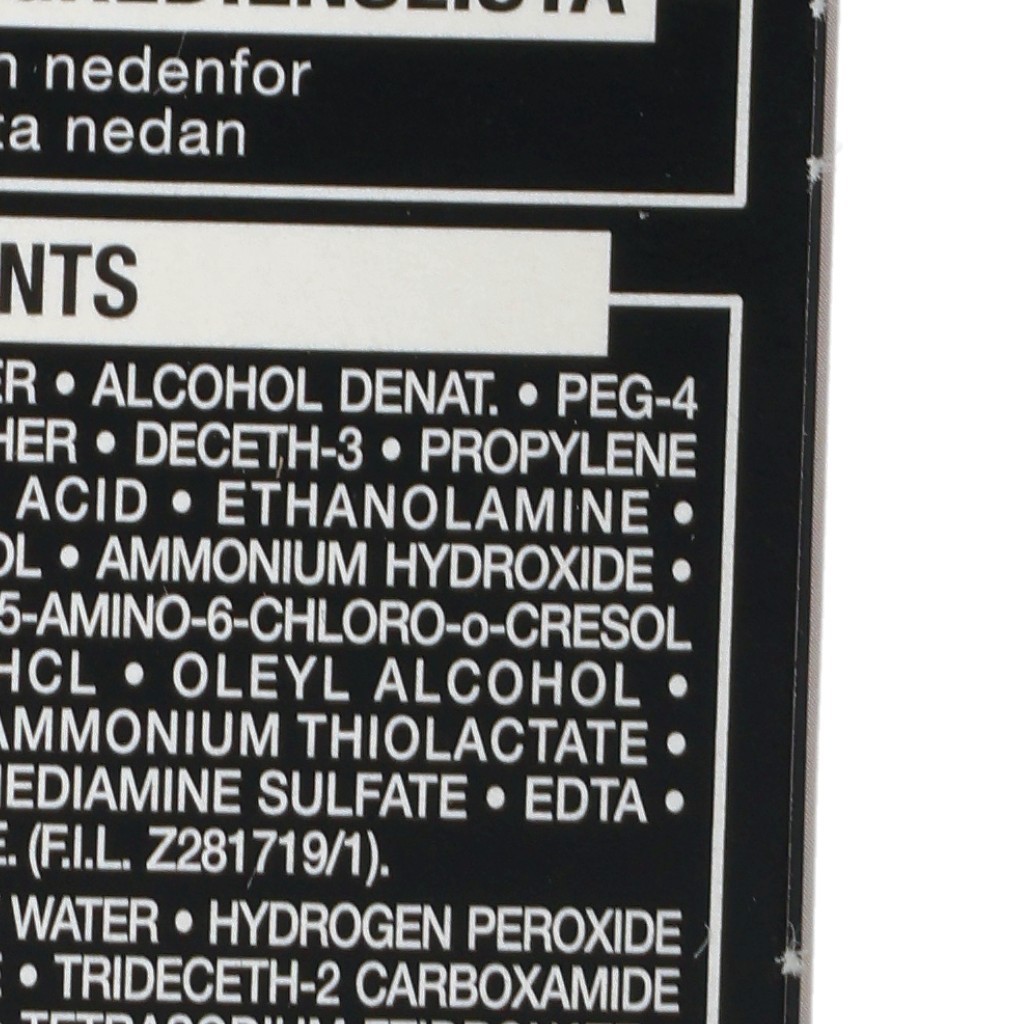 INGREDIENSLISTA
nedenfor
nedan
NTS
ER • ALCOHOL DENAT. • PEG-4
HER • DECETH-3 • PROPYLENE
ACID • ETHANOLAMINE •
OL • AMMONIUM HYDROXIDE •
5-AMINO-6-CHLORO-o-CRESOL
HCL • OLEYL ALCOHOL •
AMMONIUM THIOLACTATE •
EDIAMINE SULFATE • EDTA •
E. (F.I.L. Z281719/1).
WATER • HYDROGEN PEROXIDE
• TRIDECETH-2 CARBOXAMIDE